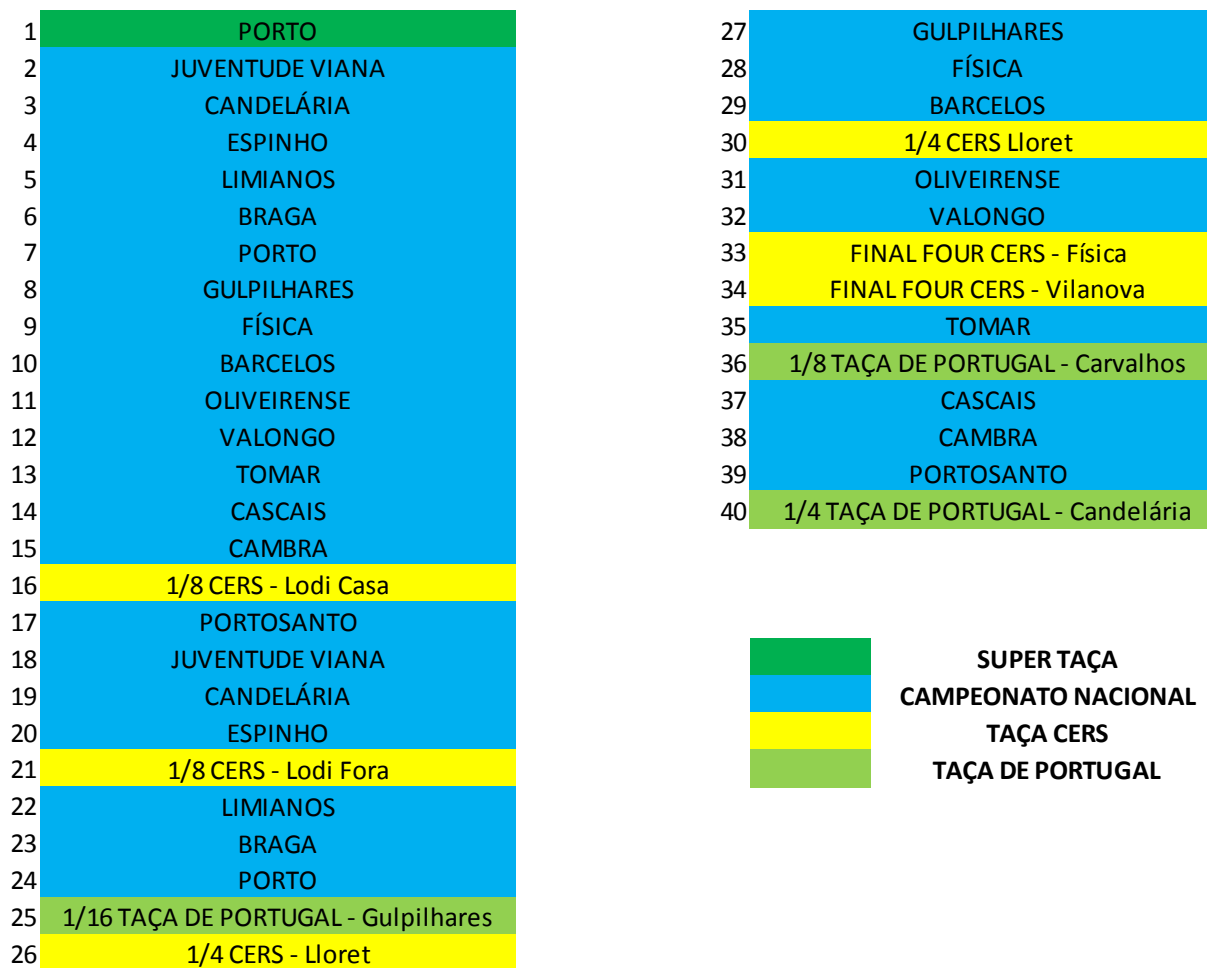 1 PORTO
2 JUVENTUDE VIANA
3 CANDELÁRIA
4 ESPINHO
5 LIMIANOS
6 BRAGA
7 PORTO
8 GULPILHARES
9 FÍSICA
10 BARCELOS
11 OLIVEIRENSE
12 VALONGO
13 TOMAR
14 CASCAIS
15 CAMBRA
16 1/8 CERS - Lodi Casa
17 PORTOSANTO
18 JUVENTUDE VIANA
19 CANDELÁRIA
20 ESPINHO
21 1/8 CERS - Lodi Fora
22 LIMIANOS
23 BRAGA
24 PORTO
25 1/16 TAÇA DE PORTUGAL - Gulpilhares
26 1/4 CERS - Lloret
27 GULPILHARES
28 FÍSICA
29 BARCELOS
30 1/4 CERS Lloret
31 OLIVEIRENSE
32 VALONGO
33 FINAL FOUR CERS - Física
34 FINAL FOUR CERS - Vilanova
35 TOMAR
36 1/8 TAÇA DE PORTUGAL - Carvalhos
37 CASCAIS
38 CAMBRA
39 PORTOSANTO
40 1/4 TAÇA DE PORTUGAL - Candelária
SUPER TAÇA
CAMPEONATO NACIONAL
TAÇA CERS
TAÇA DE PORTUGAL